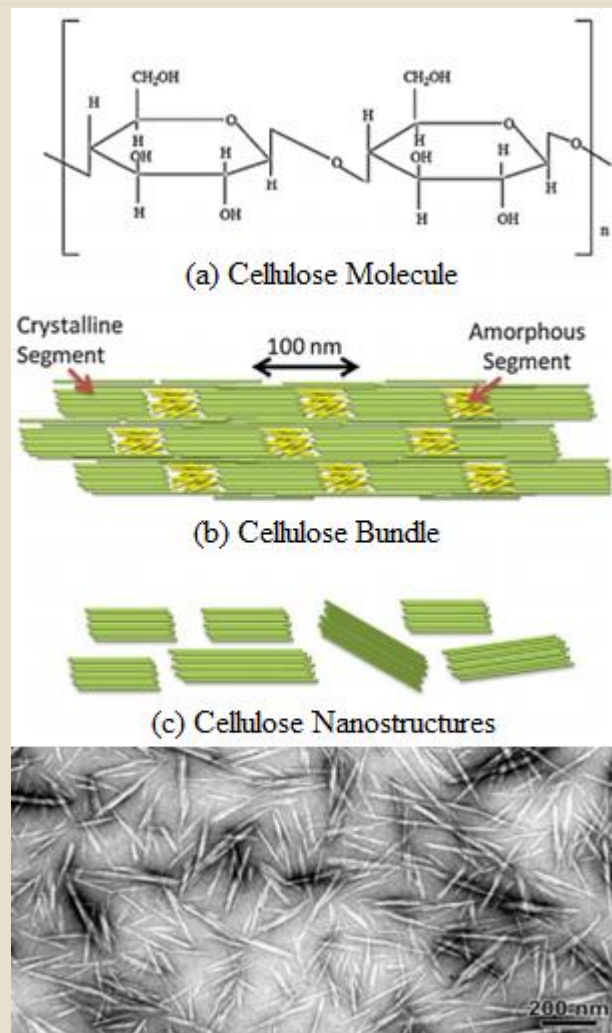 CH₂OH CH₂OH
H O H O
H H
OH H O OH H O
H H
H OH H OH
n
(a) Cellulose Molecule
Crystalline
Segment
100 nm
Amorphous
Segment
(b) Cellulose Bundle
(c) Cellulose Nanostructures
200 nm